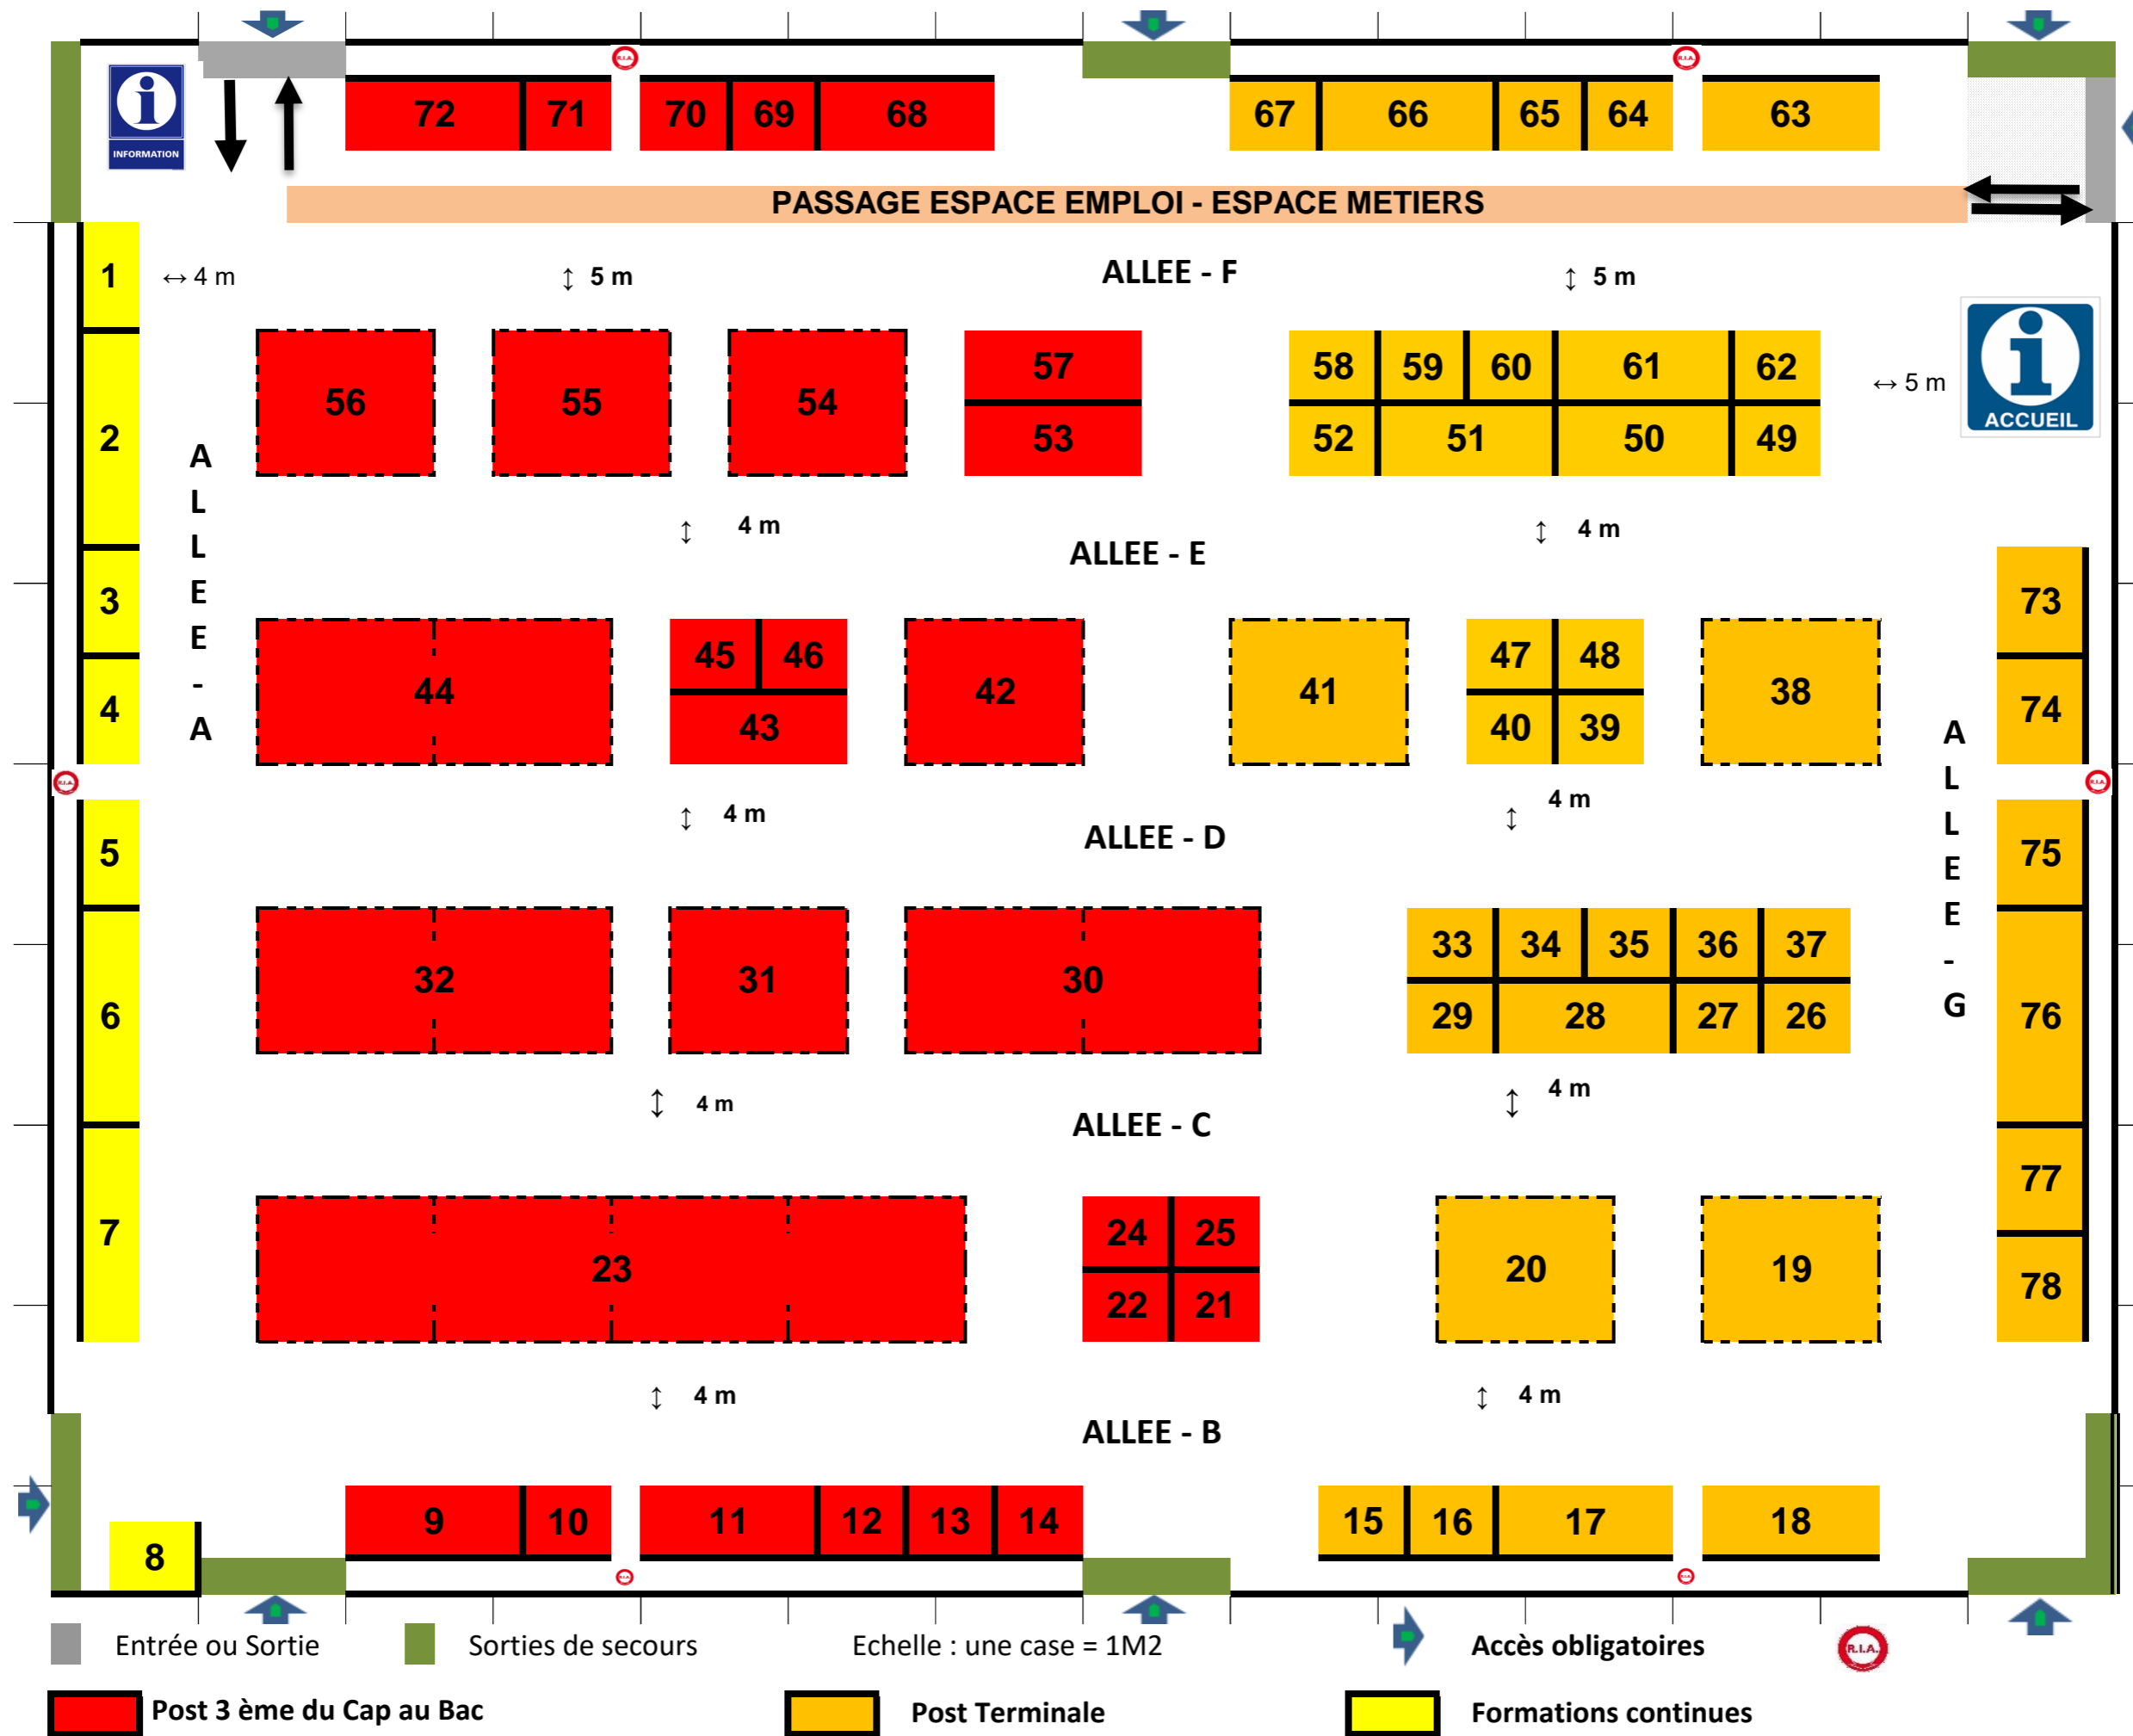 R.I.A.
R.I.A.
INFORMATION
72 71 70 69 68 67 66 65 64 63
PASSAGE ESPACE EMPLOI - ESPACE METIERS
1 ↔ 4 m ↕ 5 m ALLEE - F ↕ 5 m
56 55 54 57 58 59 60 61 62 ↔ 5 m
ACCUEIL
2 53 52 51 50 49
ALLEE - A
↕ 4 m ↕ 4 m
ALLEE - E
3 73
45 46 47 48
44 42 41 38
4 43 40 39 74
ALLEE - G
R.I.A. R.I.A.
↕ 4 m ↕ 4 m
ALLEE - D
5 75
33 34 35 36 37
32 31 30
6 29 28 27 26 76
↕ 4 m ↕ 4 m
ALLEE - C
77
7 24 25
23 20 19
22 21 78
↕ 4 m ↕ 4 m
ALLEE - B
9 10 11 12 13 14 15 16 17 18
8
R.I.A. R.I.A.
Entrée ou Sortie Sorties de secours Echelle : une case = 1M2 Accès obligatoires R.I.A.
Post 3 ème du Cap au Bac Post Terminale Formations continues